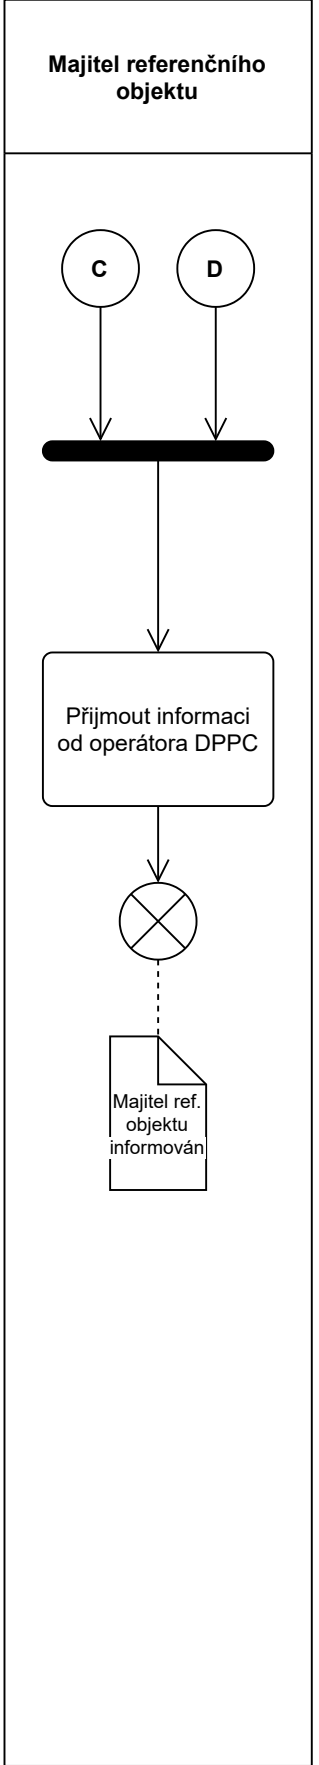 Majitel referenčního
objektu
C
D
Přijmout informaci
od operátora DPPC
Majitel ref.
objektu
informován